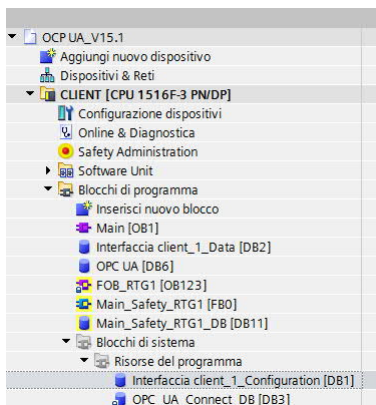 OCP UA_V15.1
Aggiungi nuovo dispositivo
Dispositivi & Reti
CLIENT [CPU 1516F-3 PN/DP]
Configurazione dispositivi
Online & Diagnostica
Safety Administration
Software Unit
Blocchi di programma
Inserisci nuovo blocco
Main [OB1]
Interfaccia client_1_Data [DB2]
OPC UA [DB6]
FOB_RTG1 [OB123]
Main_Safety_RTG1 [FB0]
Main_Safety_RTG1_DB [DB11]
Blocchi di sistema
Risorse del programma
Interfaccia client_1_Configuration [DB1]
OPC_UA_Connect_DB [DB3]